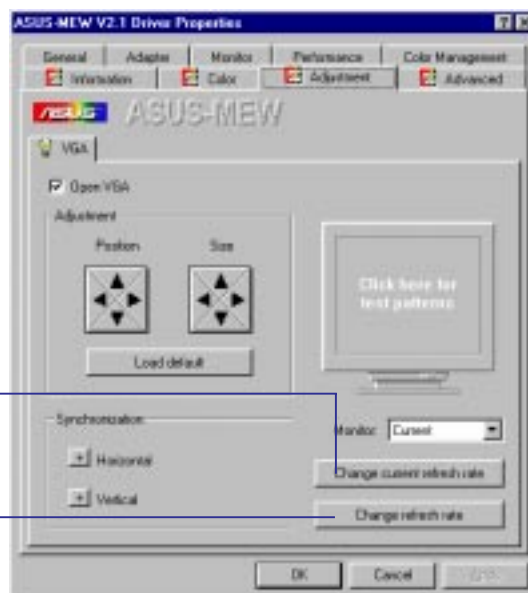 ASUS-MEW V2.1 Driver Properties
General Adapter Monitor Performance Color Management
Information Color Adjustment Advanced
ASUS ASUS-MEW
VGA
Open VGA
Adjustment
Position Size
Click here for
test patterns
Load default
Synchronization
Monitor: Current
+ Horizontal
Change current refresh rate
+ Vertical
Change refresh rate
OK Cancel Apply